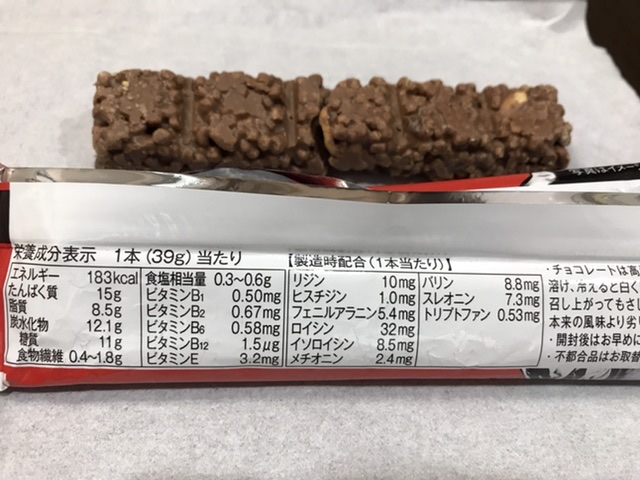 写真はイメー
栄養成分表示 1本(39g)当たり
エネルギー 183kcal
たんぱく質 15g
脂質 8.5g
炭水化物 12.1g
糖質 11g
食物繊維 0.4〜1.8g
食塩相当量 0.3〜0.6g
ビタミンB1 0.50mg
ビタミンB2 0.67mg
ビタミンB6 0.58mg
ビタミンB12 1.5μg
ビタミンE 3.2mg
【製造時配合(1本当たり)】
リジン 10mg
ヒスチジン 1.0mg
フェニルアラニン 5.4mg
ロイシン 32mg
イソロイシン 8.5mg
メチオニン 2.4mg
バリン 8.8mg
スレオニン 7.3mg
トリプトファン 0.53mg
・チョコレートは高
溶け、冷えると白く
召し上がってもさし
本来の風味より劣
・開封後はお早めに
・不都合品はお取替